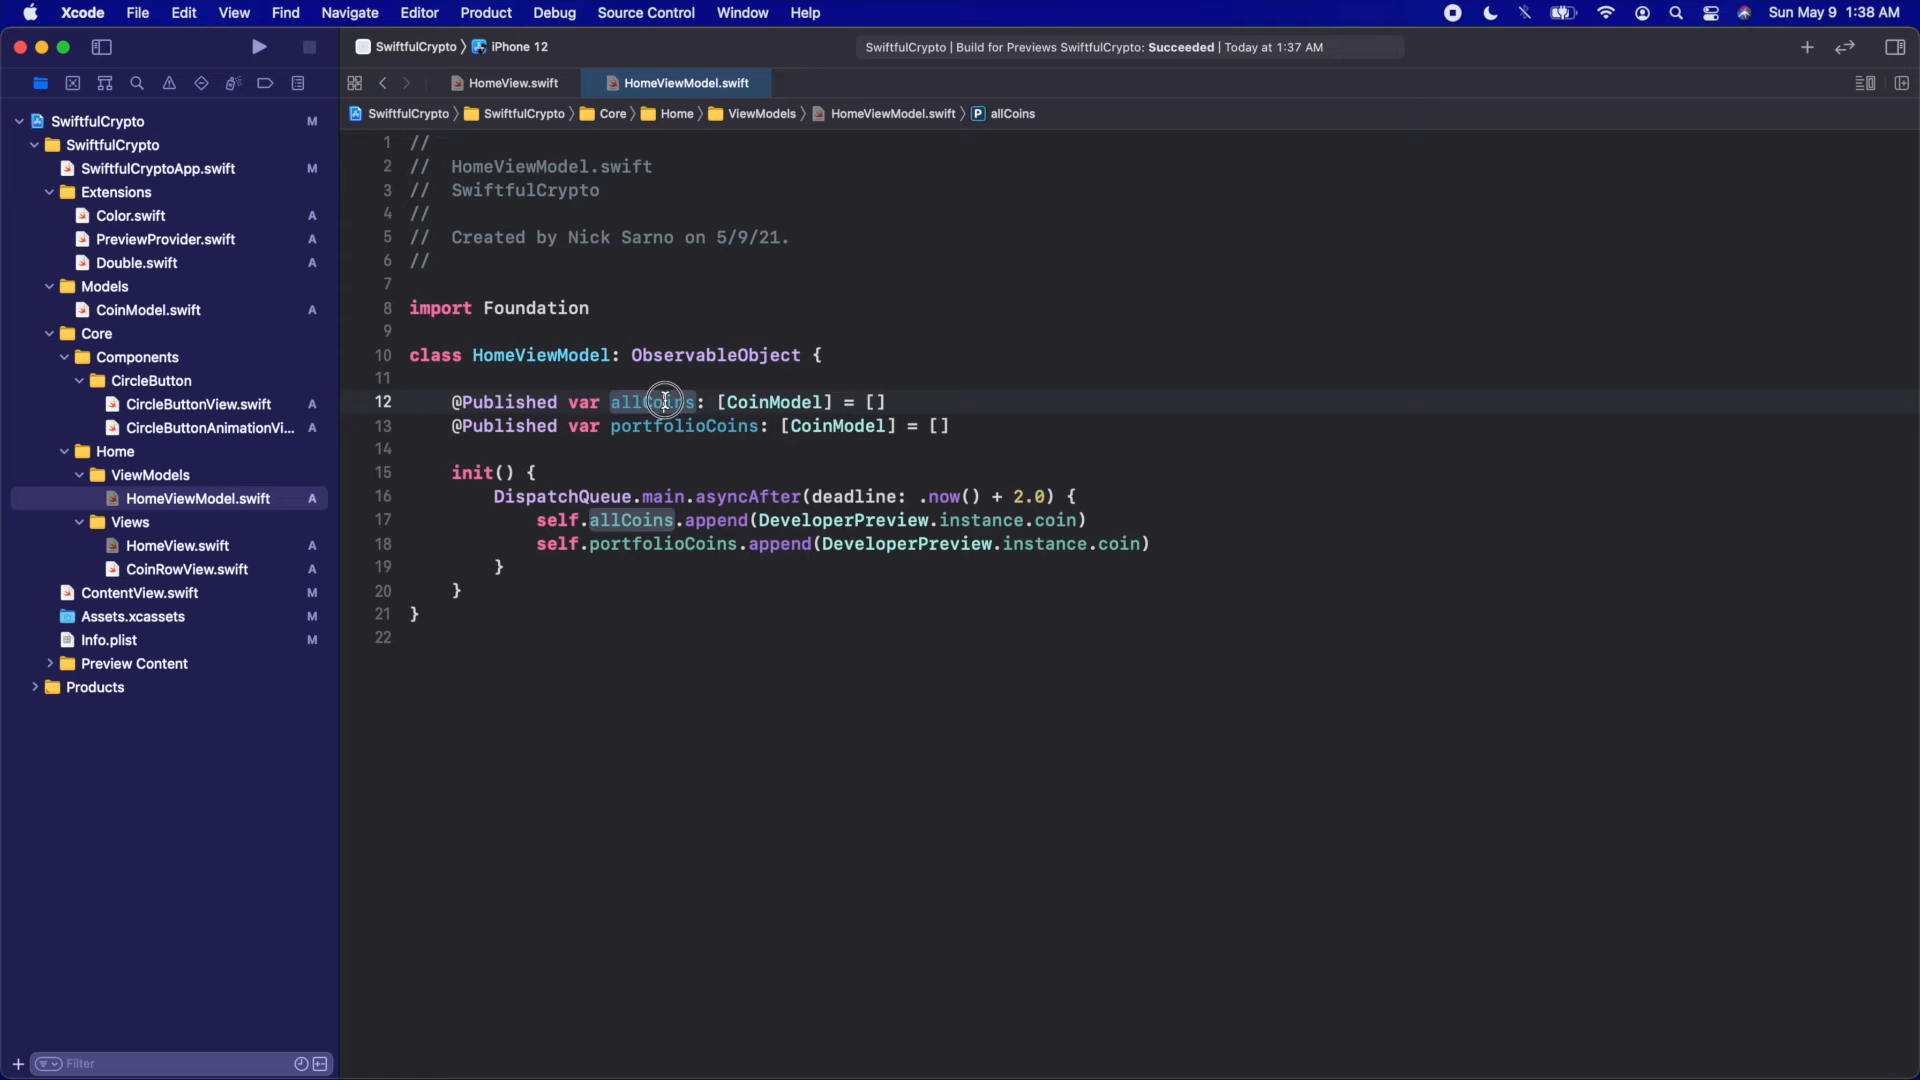 Xcode File Edit View Find Navigate Editor Product Debug Source Control Window Help Sun May 9 1:38 AM
SwiftfulCrypto iPhone 12 SwiftfulCrypto | Build for Previews SwiftfulCrypto: Succeeded | Today at 1:37 AM
HomeView.swift HomeViewModel.swift
SwiftfulCrypto SwiftfulCrypto Core Home ViewModels HomeViewModel.swift P allCoins
SwiftfulCrypto M
SwiftfulCrypto
SwiftfulCryptoApp.swift M
Extensions
Color.swift A
PreviewProvider.swift A
Double.swift A
Models
CoinModel.swift A
Core
Components
CircleButton
CircleButtonView.swift A
CircleButtonAnimationVi... A
Home
ViewModels
HomeViewModel.swift A
Views
HomeView.swift A
CoinRowView.swift A
ContentView.swift M
Assets.xcassets M
Info.plist M
Preview Content
Products
Filter
1 //
2 // HomeViewModel.swift
3 // SwiftfulCrypto
4 //
5 // Created by Nick Sarno on 5/9/21.
6 //
7
8 import Foundation
9
10 class HomeViewModel: ObservableObject {
11
12 @Published var allCoins: [CoinModel] = []
13 @Published var portfolioCoins: [CoinModel] = []
14
15 init() {
16 DispatchQueue.main.asyncAfter(deadline: .now() + 2.0) {
17 self.allCoins.append(DeveloperPreview.instance.coin)
18 self.portfolioCoins.append(DeveloperPreview.instance.coin)
19 }
20 }
21 }
22